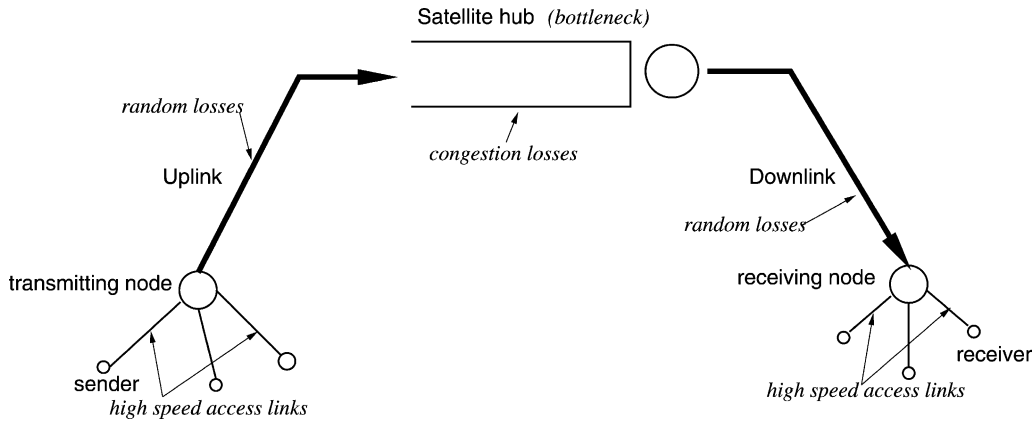 Satellite hub (bottleneck)
random losses
congestion losses
Uplink
Downlink
random losses
transmitting node
receiving node
sender
receiver
high speed access links
high speed access links